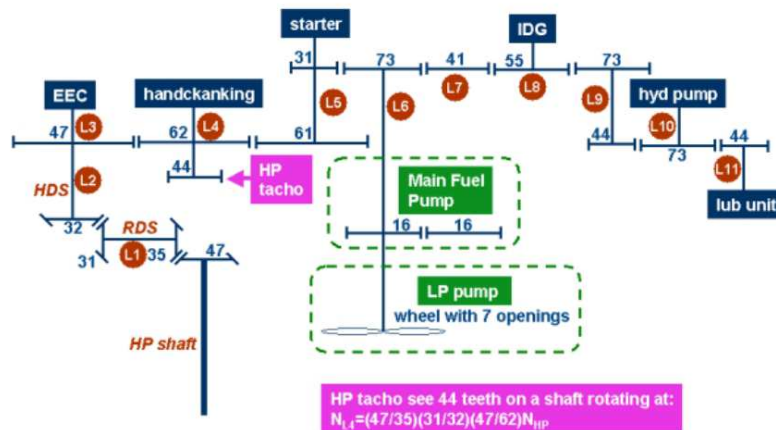 starter
IDG
31
73
41
55
73
EEC
handckanking
hyd pump
L5
L6
L7
L8
L9
47
L3
62
L4
61
44
L10
73
44
L11
HDS
L2
44
HP
tacho
Main Fuel
Pump
lub unit
32
RDS
16
16
31
L1
35
47
LP pump
wheel with 7 openings
HP shaft
HP tacho see 44 teeth on a shaft rotating at:
NL4=(47/35)(31/32)(47/62)NHP